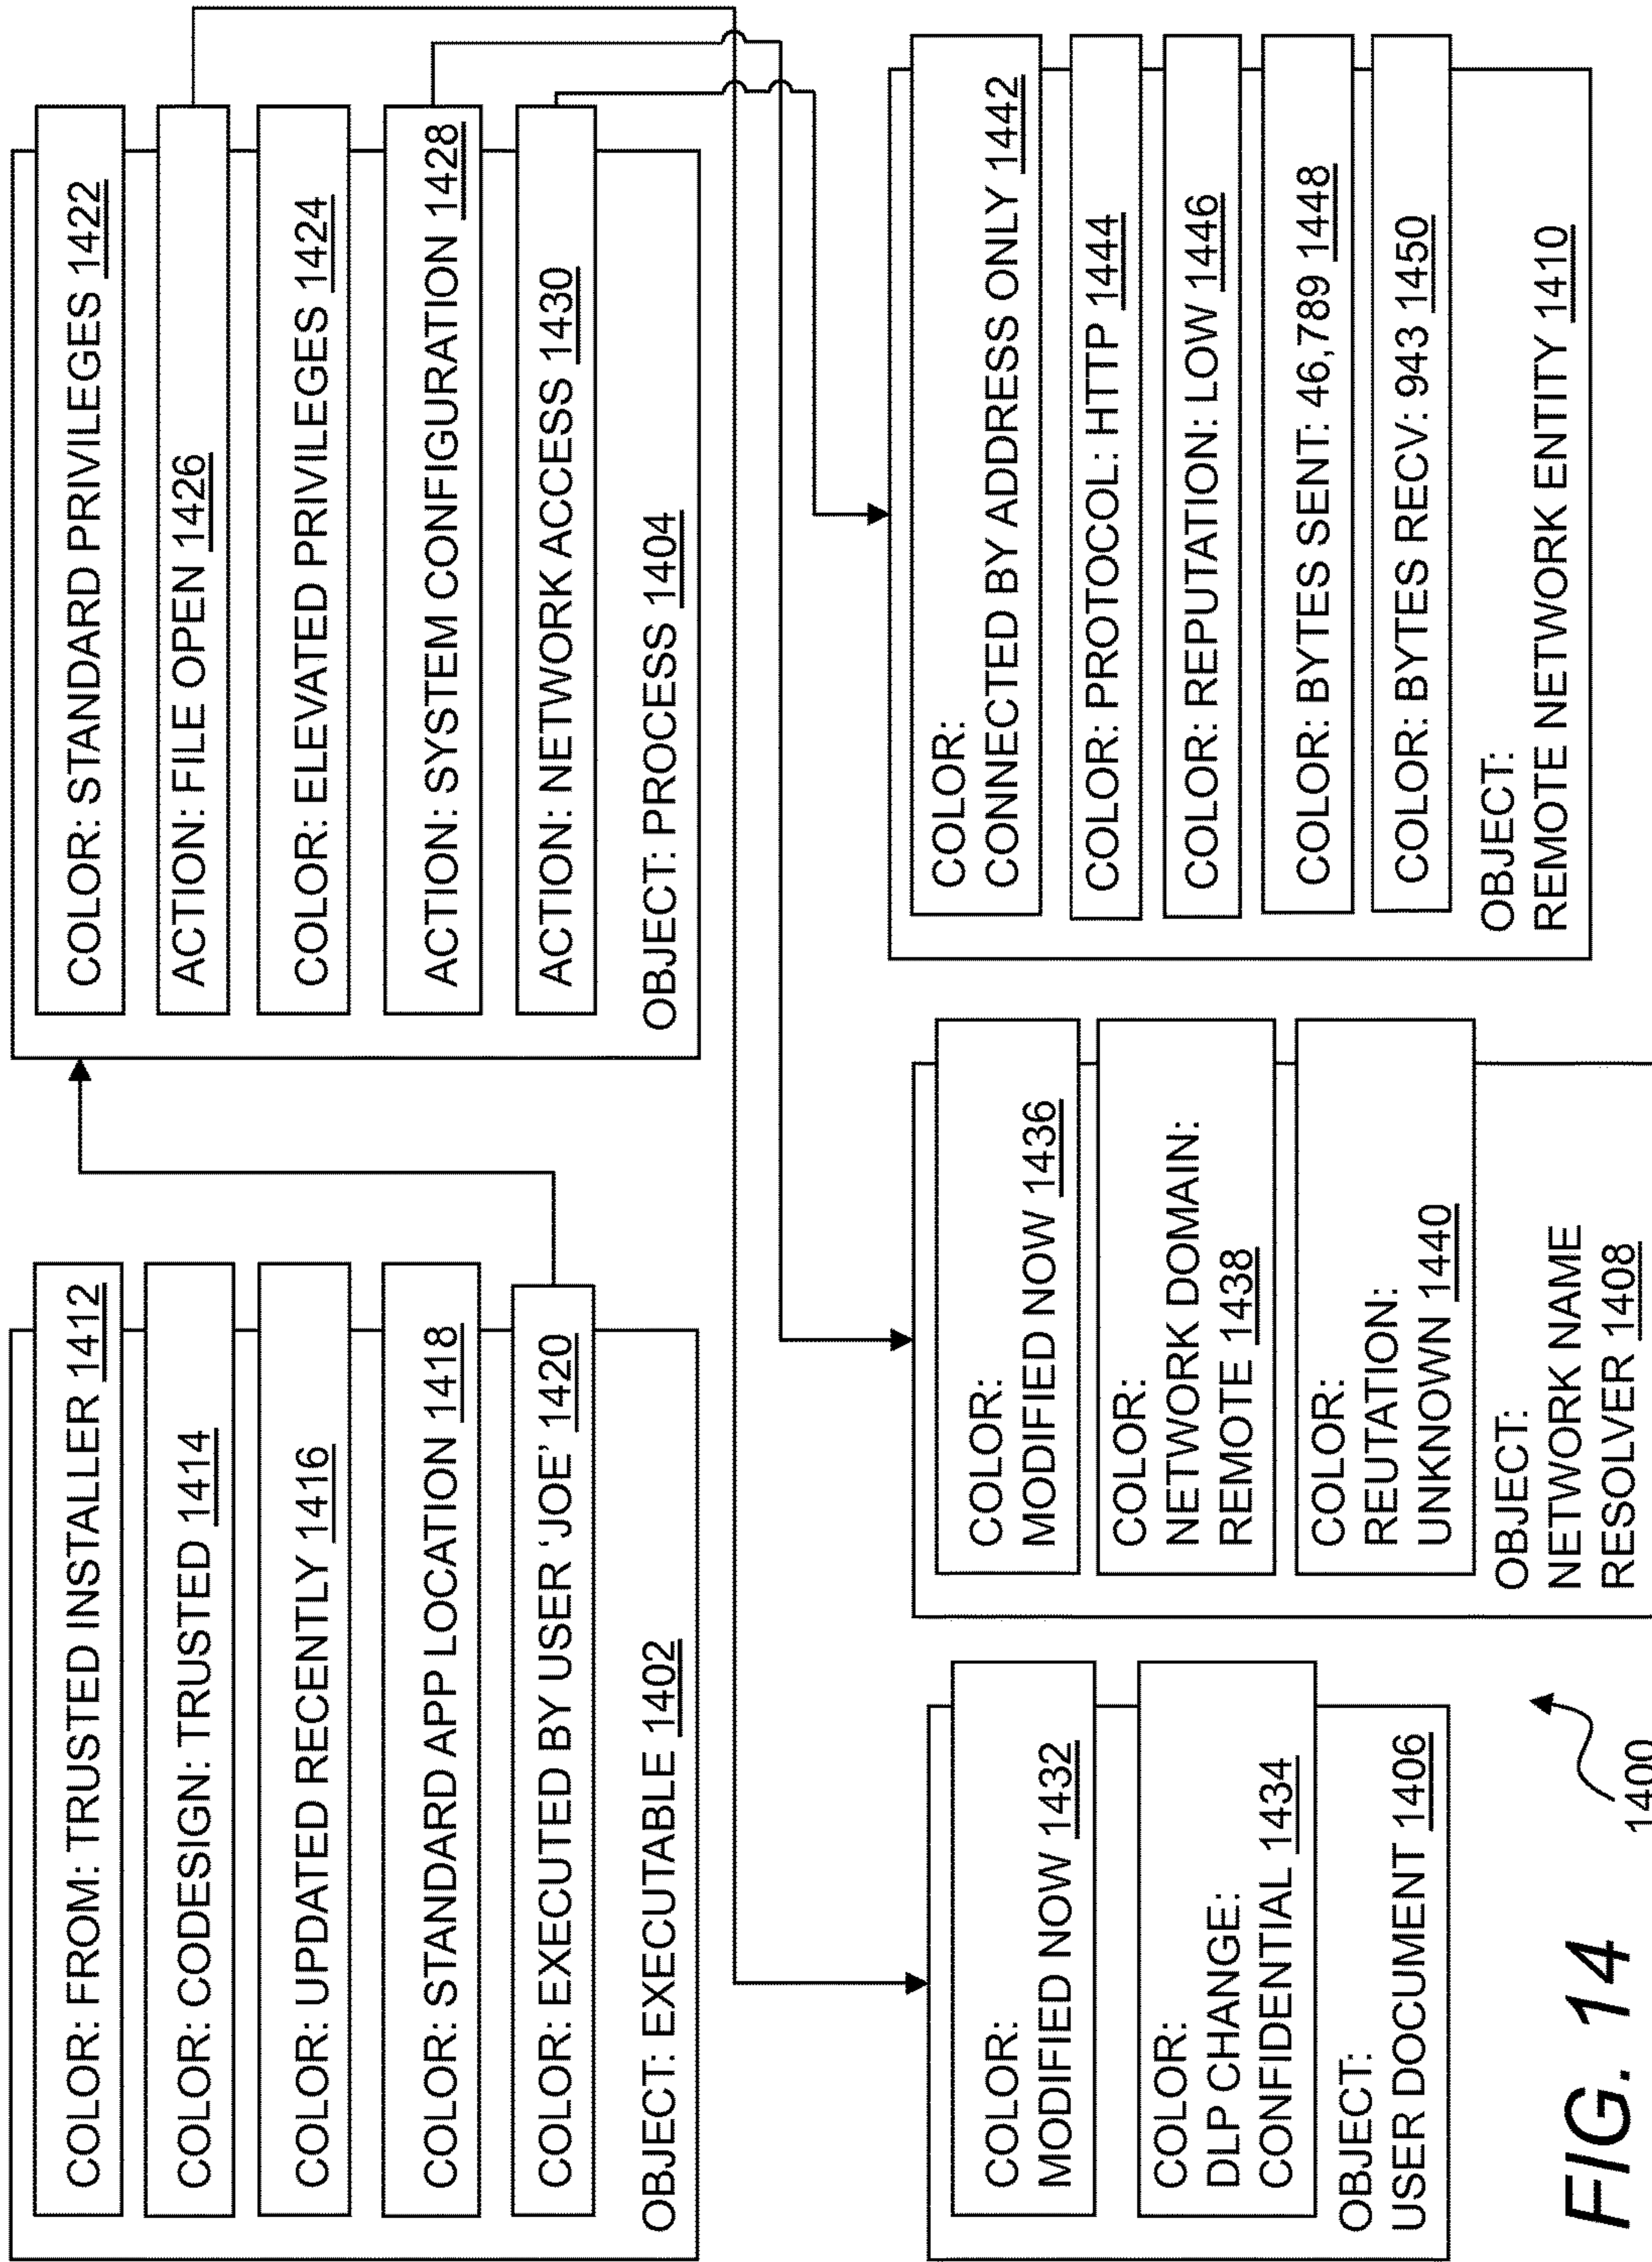 COLOR: FROM: TRUSTED INSTALLER 1412
COLOR: CODESIGN: TRUSTED 1414
COLOR: UPDATED RECENTLY 1416
COLOR: STANDARD APP LOCATION 1418
COLOR: EXECUTED BY USER ‘JOE’ 1420
OBJECT: EXECUTABLE 1402
COLOR: STANDARD PRIVILEGES 1422
ACTION: FILE OPEN 1426
COLOR: ELEVATED PRIVILEGES 1424
ACTION: SYSTEM CONFIGURATION 1428
ACTION: NETWORK ACCESS 1430
OBJECT: PROCESS 1404
COLOR:
MODIFIED NOW 1432
COLOR:
DLP CHANGE:
CONFIDENTIAL 1434
OBJECT:
USER DOCUMENT 1406
COLOR:
MODIFIED NOW 1436
COLOR:
NETWORK DOMAIN:
REMOTE 1438
COLOR:
REUTATION:
UNKNOWN 1440
OBJECT:
NETWORK NAME
RESOLVER 1408
COLOR:
CONNECTED BY ADDRESS ONLY 1442
COLOR: PROTOCOL: HTTP 1444
COLOR: REPUTATION: LOW 1446
COLOR: BYTES SENT: 46,789 1448
COLOR: BYTES RECV: 943 1450
OBJECT:
REMOTE NETWORK ENTITY 1410
1400
FIG. 14